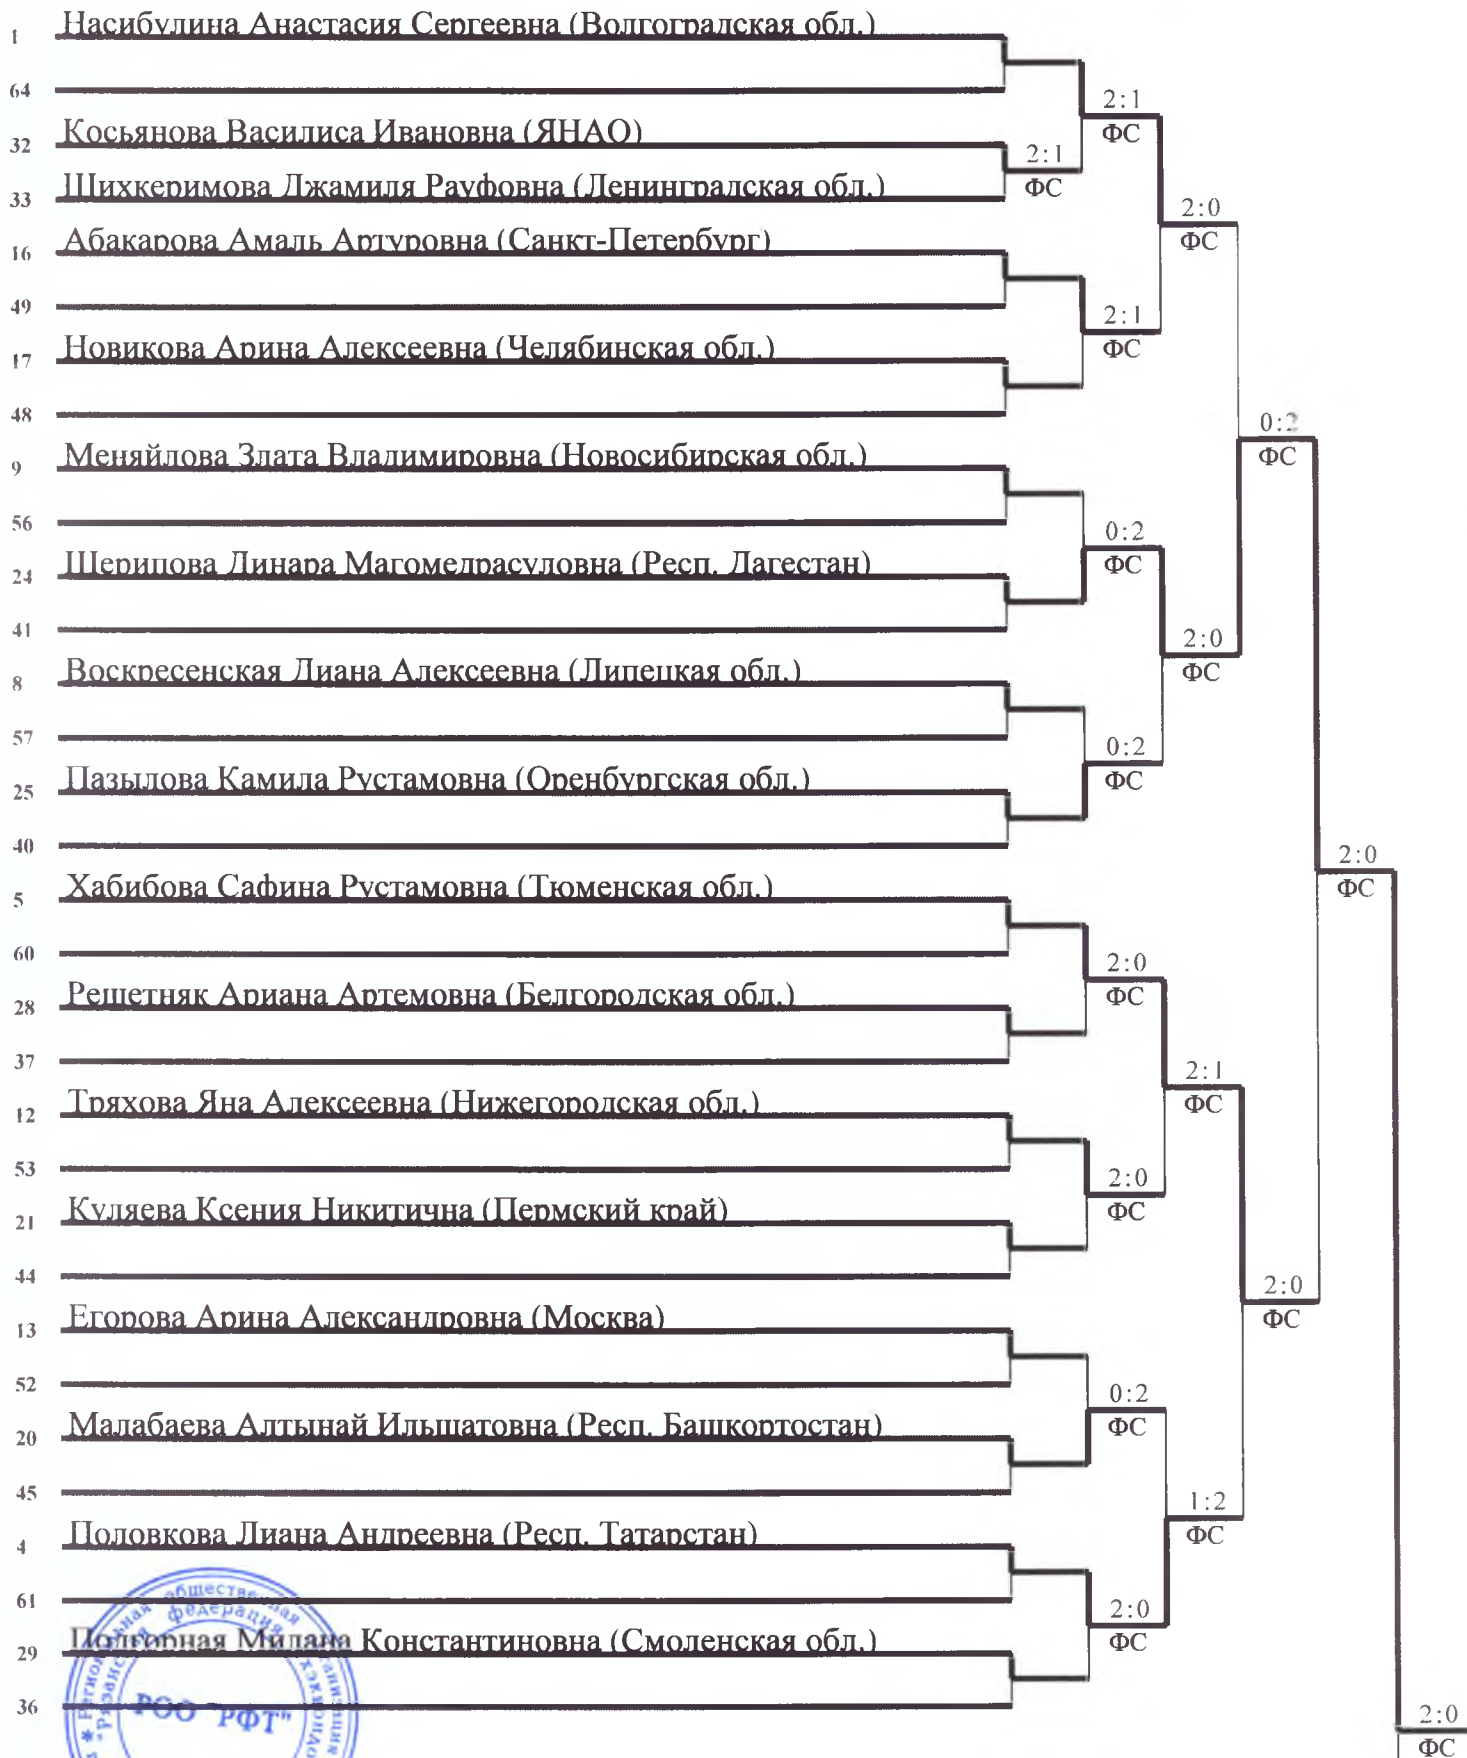 1 Насибулина Анастасия Сергеевна (Волгоградская обл.)
64
2:1
ФС
32 Косьянова Василиса Ивановна (ЯНАО)
2:1
ФС
33 Шихкеримова Джамиля Рауфовна (Ленинградская обл.)
2:0
ФС
16 Абакарова Амаль Артуровна (Санкт-Петербург)
49
2:1
ФС
17 Новикова Арина Алексеевна (Челябинская обл.)
48
0:2
ФС
9 Меняйлова Злата Владимировна (Новосибирская обл.)
56
0:2
ФС
24 Шерипова Динара Магомедрасуловна (Респ. Дагестан)
41
2:0
ФС
8 Воскресенская Диана Алексеевна (Липецкая обл.)
57
0:2
ФС
25 Пазылова Камила Рустамовна (Оренбургская обл.)
40
2:0
ФС
5 Хабибова Сафина Рустамовна (Тюменская обл.)
60
2:0
ФС
28 Решетняк Ариана Артемовна (Белгородская обл.)
37
2:1
ФС
12 Тряхова Яна Алексеевна (Нижегородская обл.)
53
2:0
ФС
21 Куляева Ксения Никитична (Пермский край)
44
2:0
ФС
13 Егорова Арина Александровна (Москва)
52
0:2
ФС
20 Малабаева Алтынай Ильшатовна (Респ. Башкортостан)
45
1:2
ФС
4 Половкова Лиана Андреевна (Респ. Татарстан)
61
2:0
ФС
29 Подгорная Милана Константиновна (Смоленская обл.)
36
РОО "РФТ"
2:0
ФС